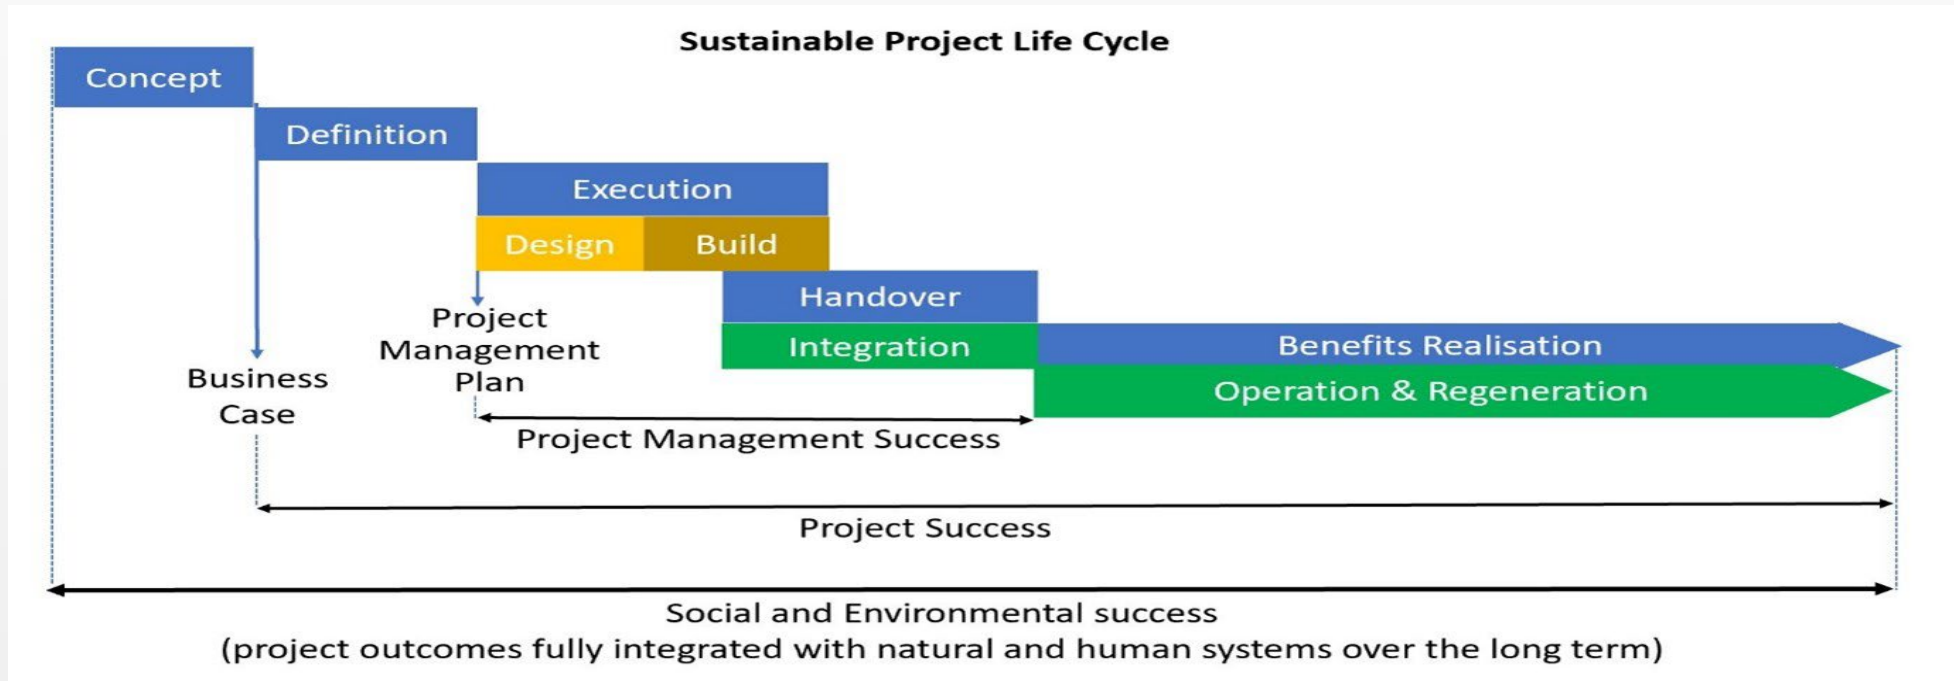 Sustainable Project Life Cycle
Concept
Definition
Execution
Design
Build
Handover
Project
Management
Plan
Integration
Benefits Realisation
Business
Case
Operation & Regeneration
Project Management Success
Project Success
Social and Environmental success
(project outcomes fully integrated with natural and human systems over the long term)